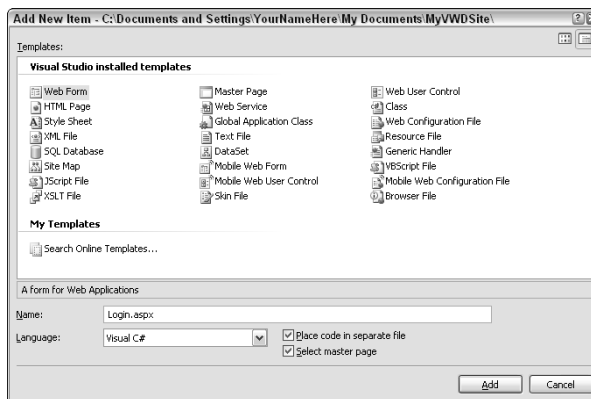 Add New Item - C:\Documents and Settings\YourNameHere\My Documents\MyVWDSite\
Templates:
Visual Studio installed templates
Web Form
Master Page
Web User Control
HTML Page
Web Service
Class
Style Sheet
Global Application Class
Web Configuration File
XML File
Text File
Resource File
SQL Database
DataSet
Generic Handler
Site Map
Mobile Web Form
VBScript File
JScript File
Mobile Web User Control
Mobile Web Configuration File
XSLT File
Skin File
Browser File
My Templates
Search Online Templates...
A form for Web Applications
Name:
Login.aspx
Language:
Visual C#
Place code in separate file
Select master page
Add
Cancel